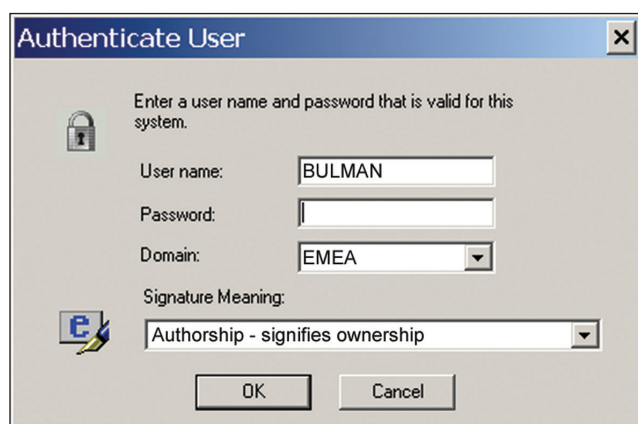 Authenticate User
Enter a user name and password that is valid for this
system.
User name:
BULMAN
Password:
Domain:
EMEA
Signature Meaning:
e
Authorship - signifies ownership
OK
Cancel